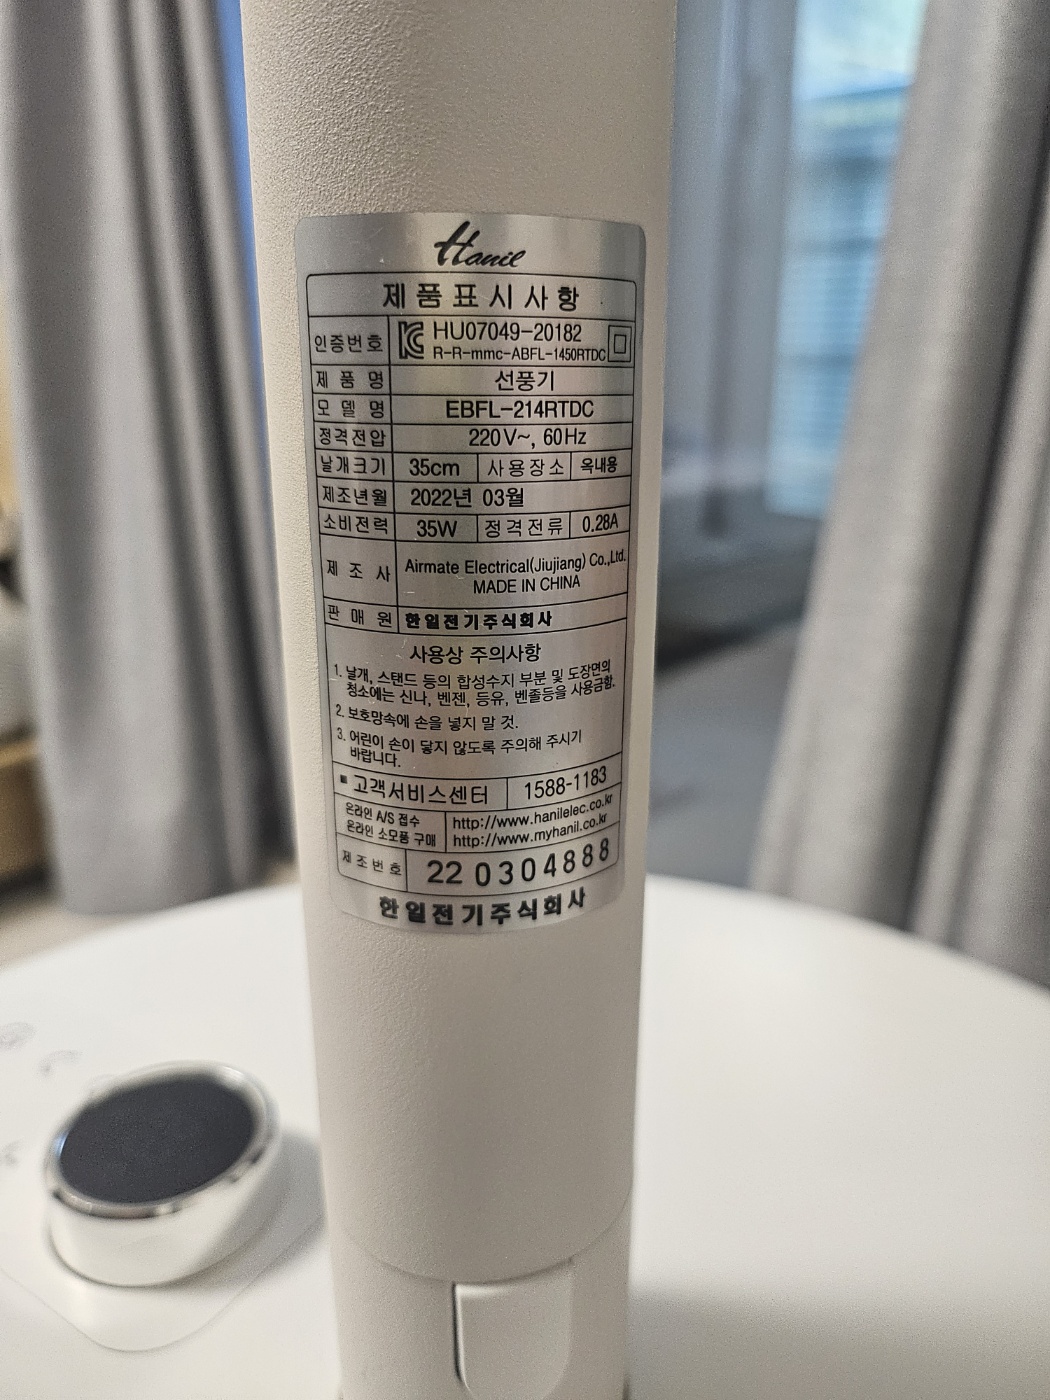 Hanil
제품표시사항
인증번호 HU07049-20182
R-R-mmc-ABFL-1450RTDC
제품명 선풍기
모델명 EBFL-214RTDC
정격전압 220V~, 60Hz
날개크기 35cm 사용장소 옥내용
제조년월 2022년 03월
소비전력 35W 정격전류 0.28A
제조사 Airmate Electrical(Jiujiang) Co.,Ltd.
MADE IN CHINA
판매원 한일전기주식회사
사용상 주의사항
1. 날개, 스탠드 등의 합성수지 부분 및 도장면의
청소에는 신나, 벤젠, 등유, 벤졸등을 사용금함.
2. 보호망속에 손을 넣지 말 것.
3. 어린이 손이 닿지 않도록 주의해 주시기
바랍니다.
■ 고객서비스센터 1588-1183
온라인 A/S 접수 http://www.hanilelec.co.kr
온라인 소모품 구매 http://www.myhanil.co.kr
제조번호 22 0304888
한일전기주식회사